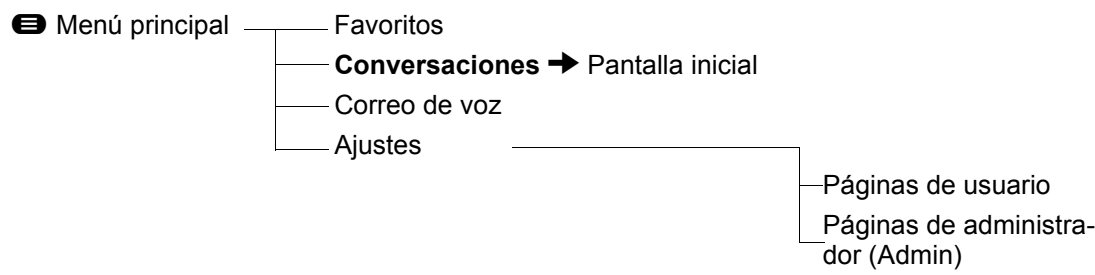 Menú principal
Favoritos
Conversaciones ➔ Pantalla inicial
Correo de voz
Ajustes
Páginas de usuario
Páginas de administra-
dor (Admin)